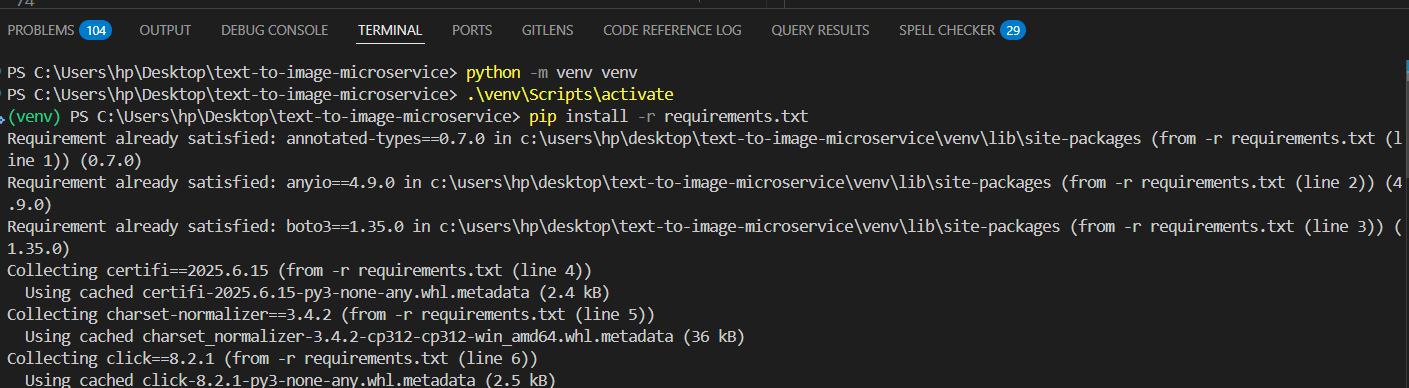 74
PROBLEMS 104 OUTPUT DEBUG CONSOLE TERMINAL PORTS GITLENS CODE REFERENCE LOG QUERY RESULTS SPELL CHECKER 29
PS C:\Users\hp\Desktop\text-to-image-microservice> python -m venv venv
PS C:\Users\hp\Desktop\text-to-image-microservice> .\venv\Scripts\activate
(venv) PS C:\Users\hp\Desktop\text-to-image-microservice> pip install -r requirements.txt
Requirement already satisfied: annotated-types==0.7.0 in c:\users\hp\desktop\text-to-image-microservice\venv\lib\site-packages (from -r requirements.txt (l
ine 1)) (0.7.0)
Requirement already satisfied: anyio==4.9.0 in c:\users\hp\desktop\text-to-image-microservice\venv\lib\site-packages (from -r requirements.txt (line 2)) (4
.9.0)
Requirement already satisfied: boto3==1.35.0 in c:\users\hp\desktop\text-to-image-microservice\venv\lib\site-packages (from -r requirements.txt (line 3)) (
1.35.0)
Collecting certifi==2025.6.15 (from -r requirements.txt (line 4))
  Using cached certifi-2025.6.15-py3-none-any.whl.metadata (2.4 kB)
Collecting charset-normalizer==3.4.2 (from -r requirements.txt (line 5))
  Using cached charset_normalizer-3.4.2-cp312-cp312-win_amd64.whl.metadata (36 kB)
Collecting click==8.2.1 (from -r requirements.txt (line 6))
  Using cached click-8.2.1-py3-none-any.whl.metadata (2.5 kB)